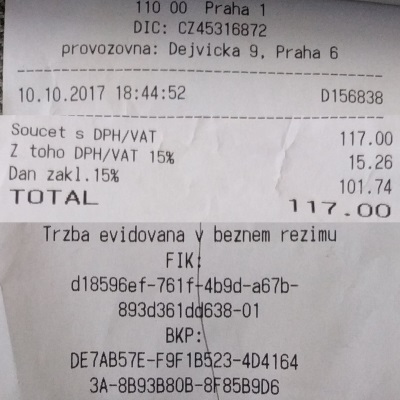 110 00 Praha 1
DIC: CZ45316872
provozovna: Dejvicka 9, Praha 6
10.10.2017 18:44:52 D156838
Soucet s DPH/VAT 117.00
Z toho DPH/VAT 15% 15.26
Dan zakl.15% 101.74
TOTAL 117.00
Trzba evidovana v beznem rezimu
FIK:
d18596ef-761f-4b9d-a67b-
893d361dd638-01
BKP:
DE7AB57E-F9F1B523-4D4164
3A-8B93B80B-8F85B9D6